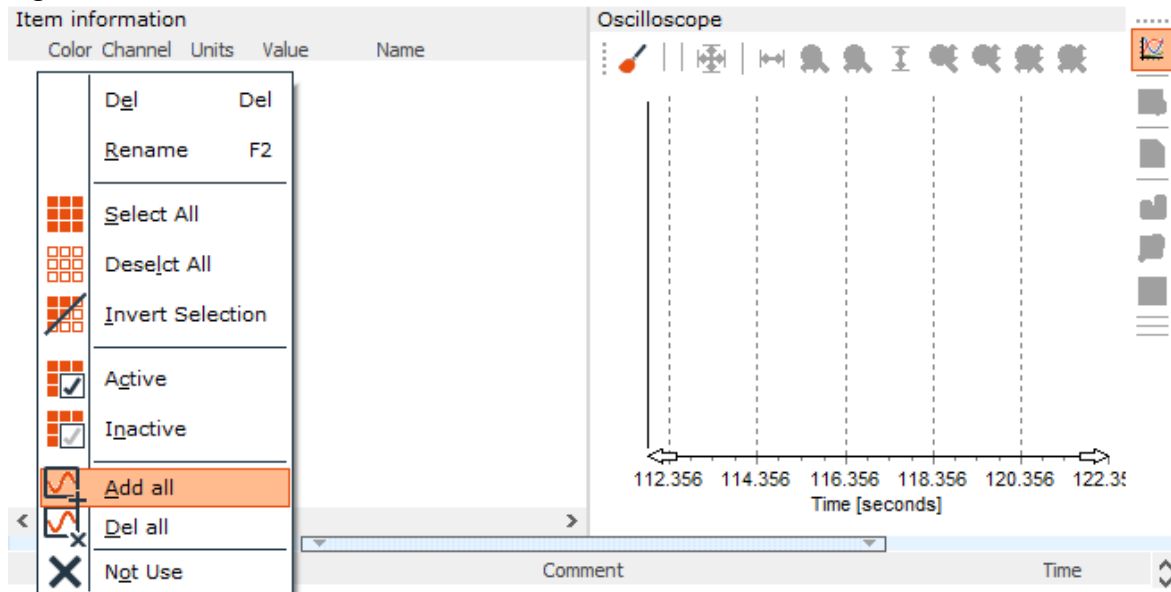 Item information
Color Channel Units Value Name
Del Del
Rename F2
Select All
Deselct All
Invert Selection
Active
Inactive
Add all
Del all
Not Use
Oscilloscope
112.356 114.356 116.356 118.356 120.356 122.35
Time [seconds]
Comment Time